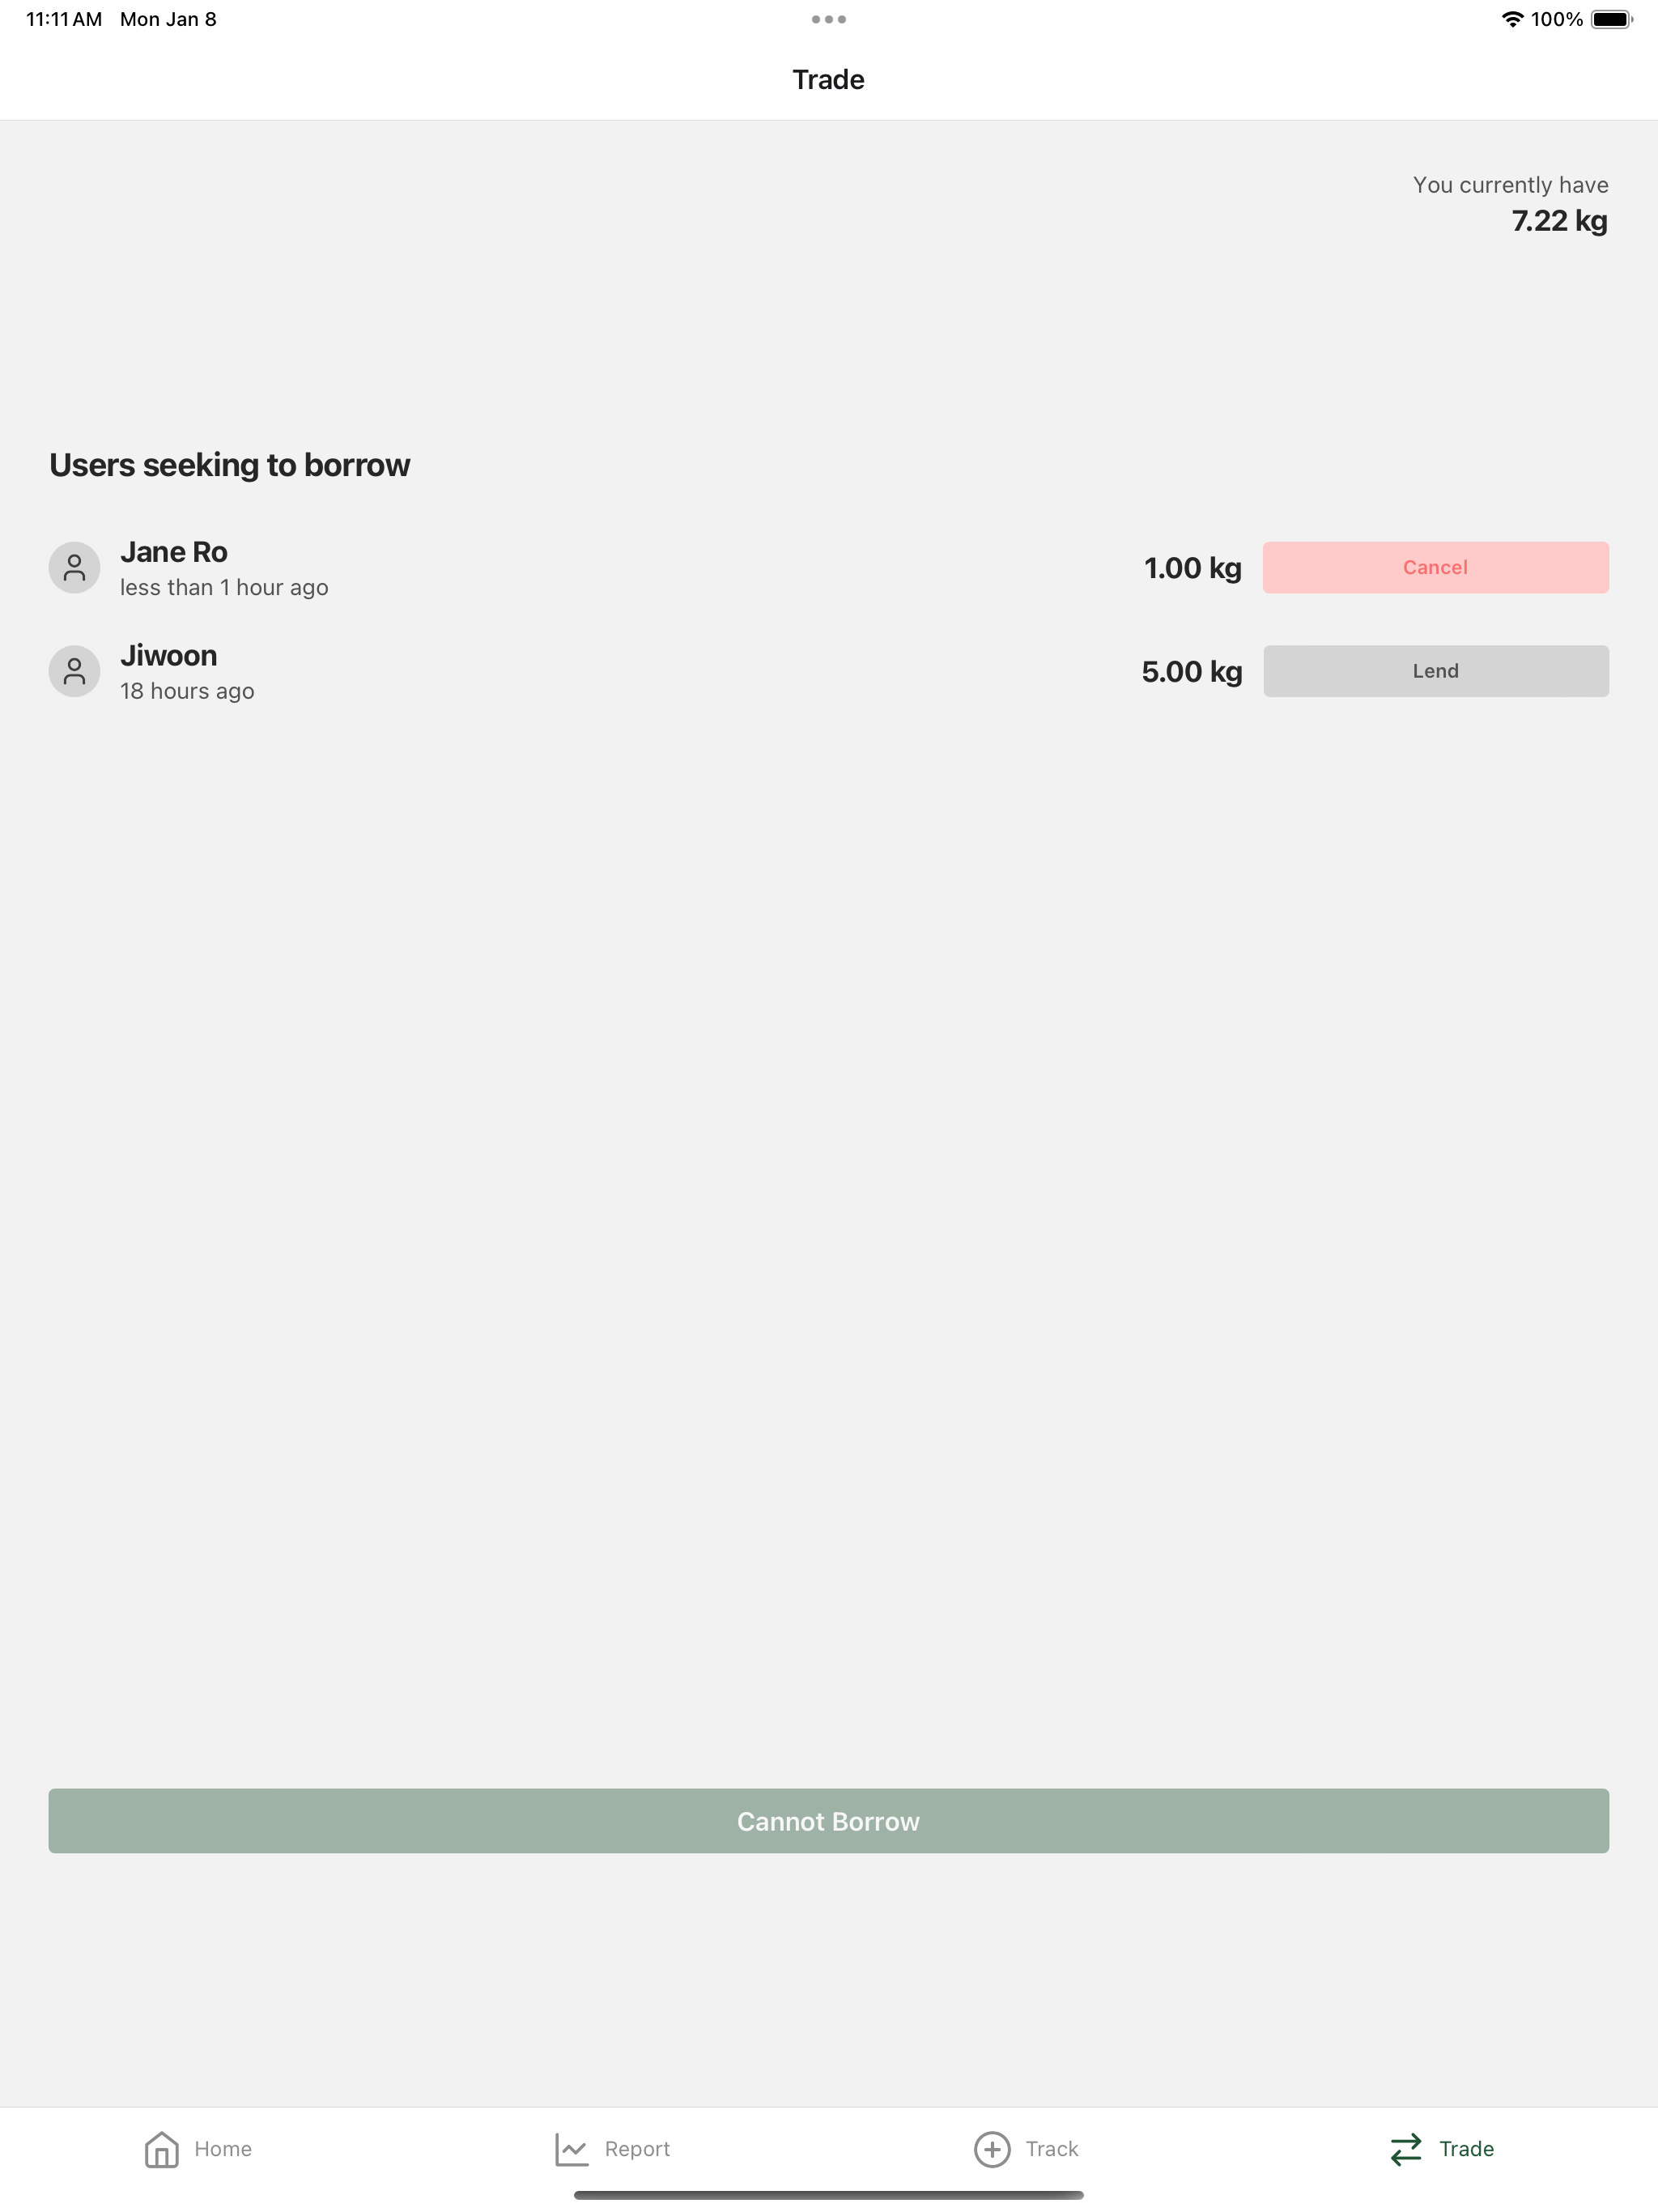 11:11 AM Mon Jan 8
100%
Trade
You currently have
7.22 kg
Users seeking to borrow
Jane Ro
less than 1 hour ago
1.00 kg
Cancel
Jiwoon
18 hours ago
5.00 kg
Lend
Cannot Borrow
Home
Report
Track
Trade